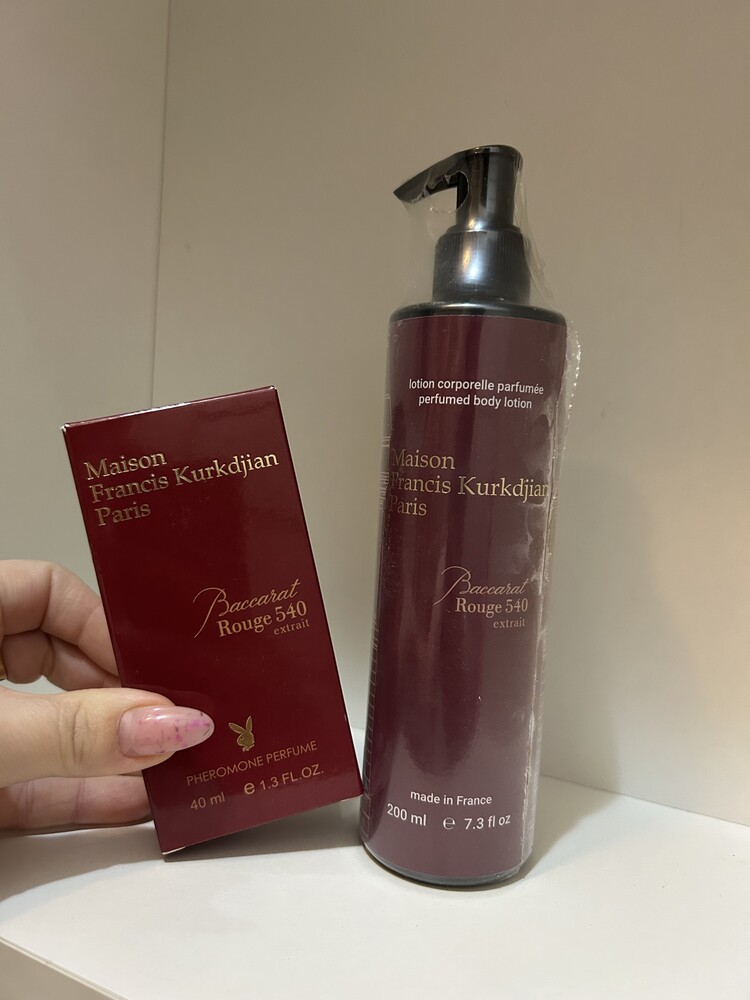 Maison
Francis Kurkdjian
Paris
Baccarat
Rouge 540
extrait
PHEROMONE PERFUME
40 ml e 1.3 FL.OZ.
lotion corporelle parfumée
perfumed body lotion
Maison
Francis Kurkdjian
Paris
Baccarat
Rouge 540
extrait
made in France
200 ml e 7.3 fl oz